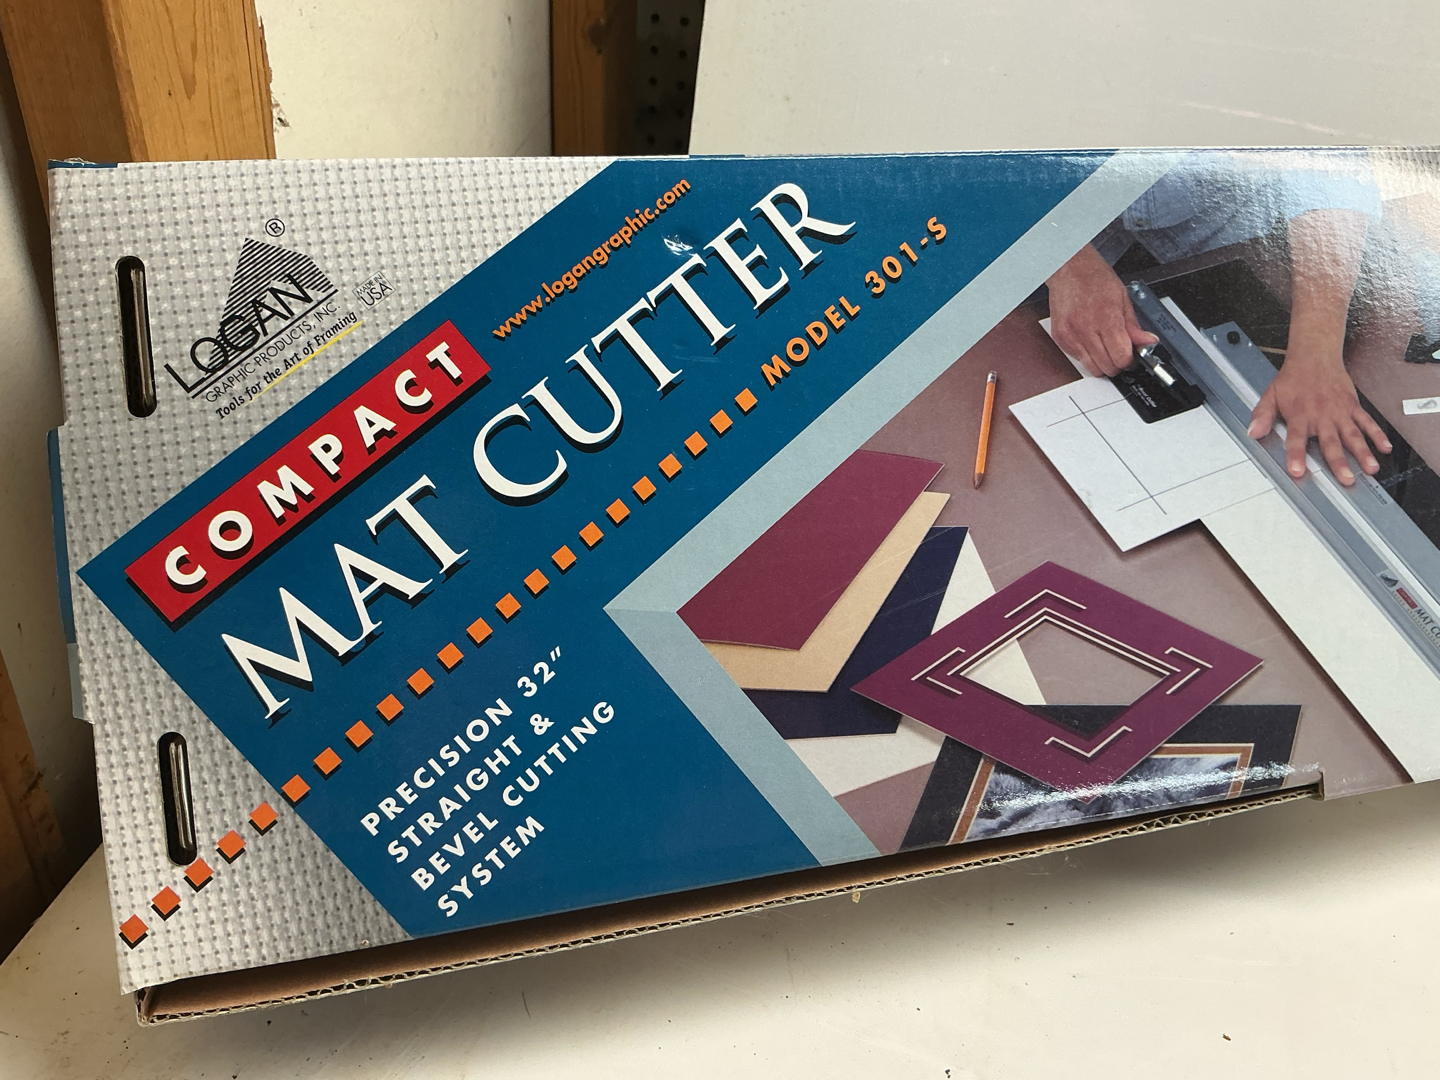 LOGAN®
GRAPHIC PRODUCTS, INC.
Tools for the Art of Framing
MADE IN
USA
www.logangraphic.com
COMPACT
MAT CUTTER
MODEL 301-S
PRECISION 32"
STRAIGHT &
BEVEL CUTTING
SYSTEM